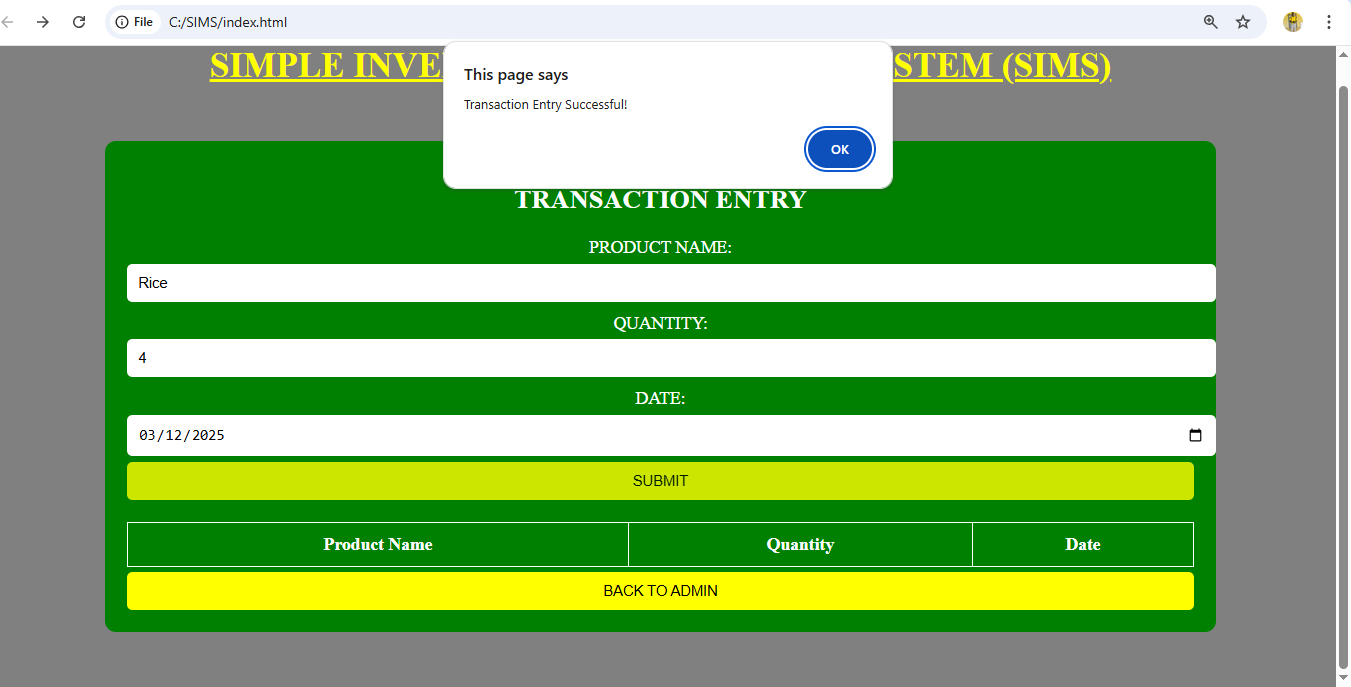 File C:/SIMS/index.html
SIMPLE INVE STEM (SIMS)
This page says
Transaction Entry Successful!
OK
TRANSACTION ENTRY
PRODUCT NAME:
Rice
QUANTITY:
4
DATE:
03/12/2025
SUBMIT
Product Name Quantity Date
BACK TO ADMIN